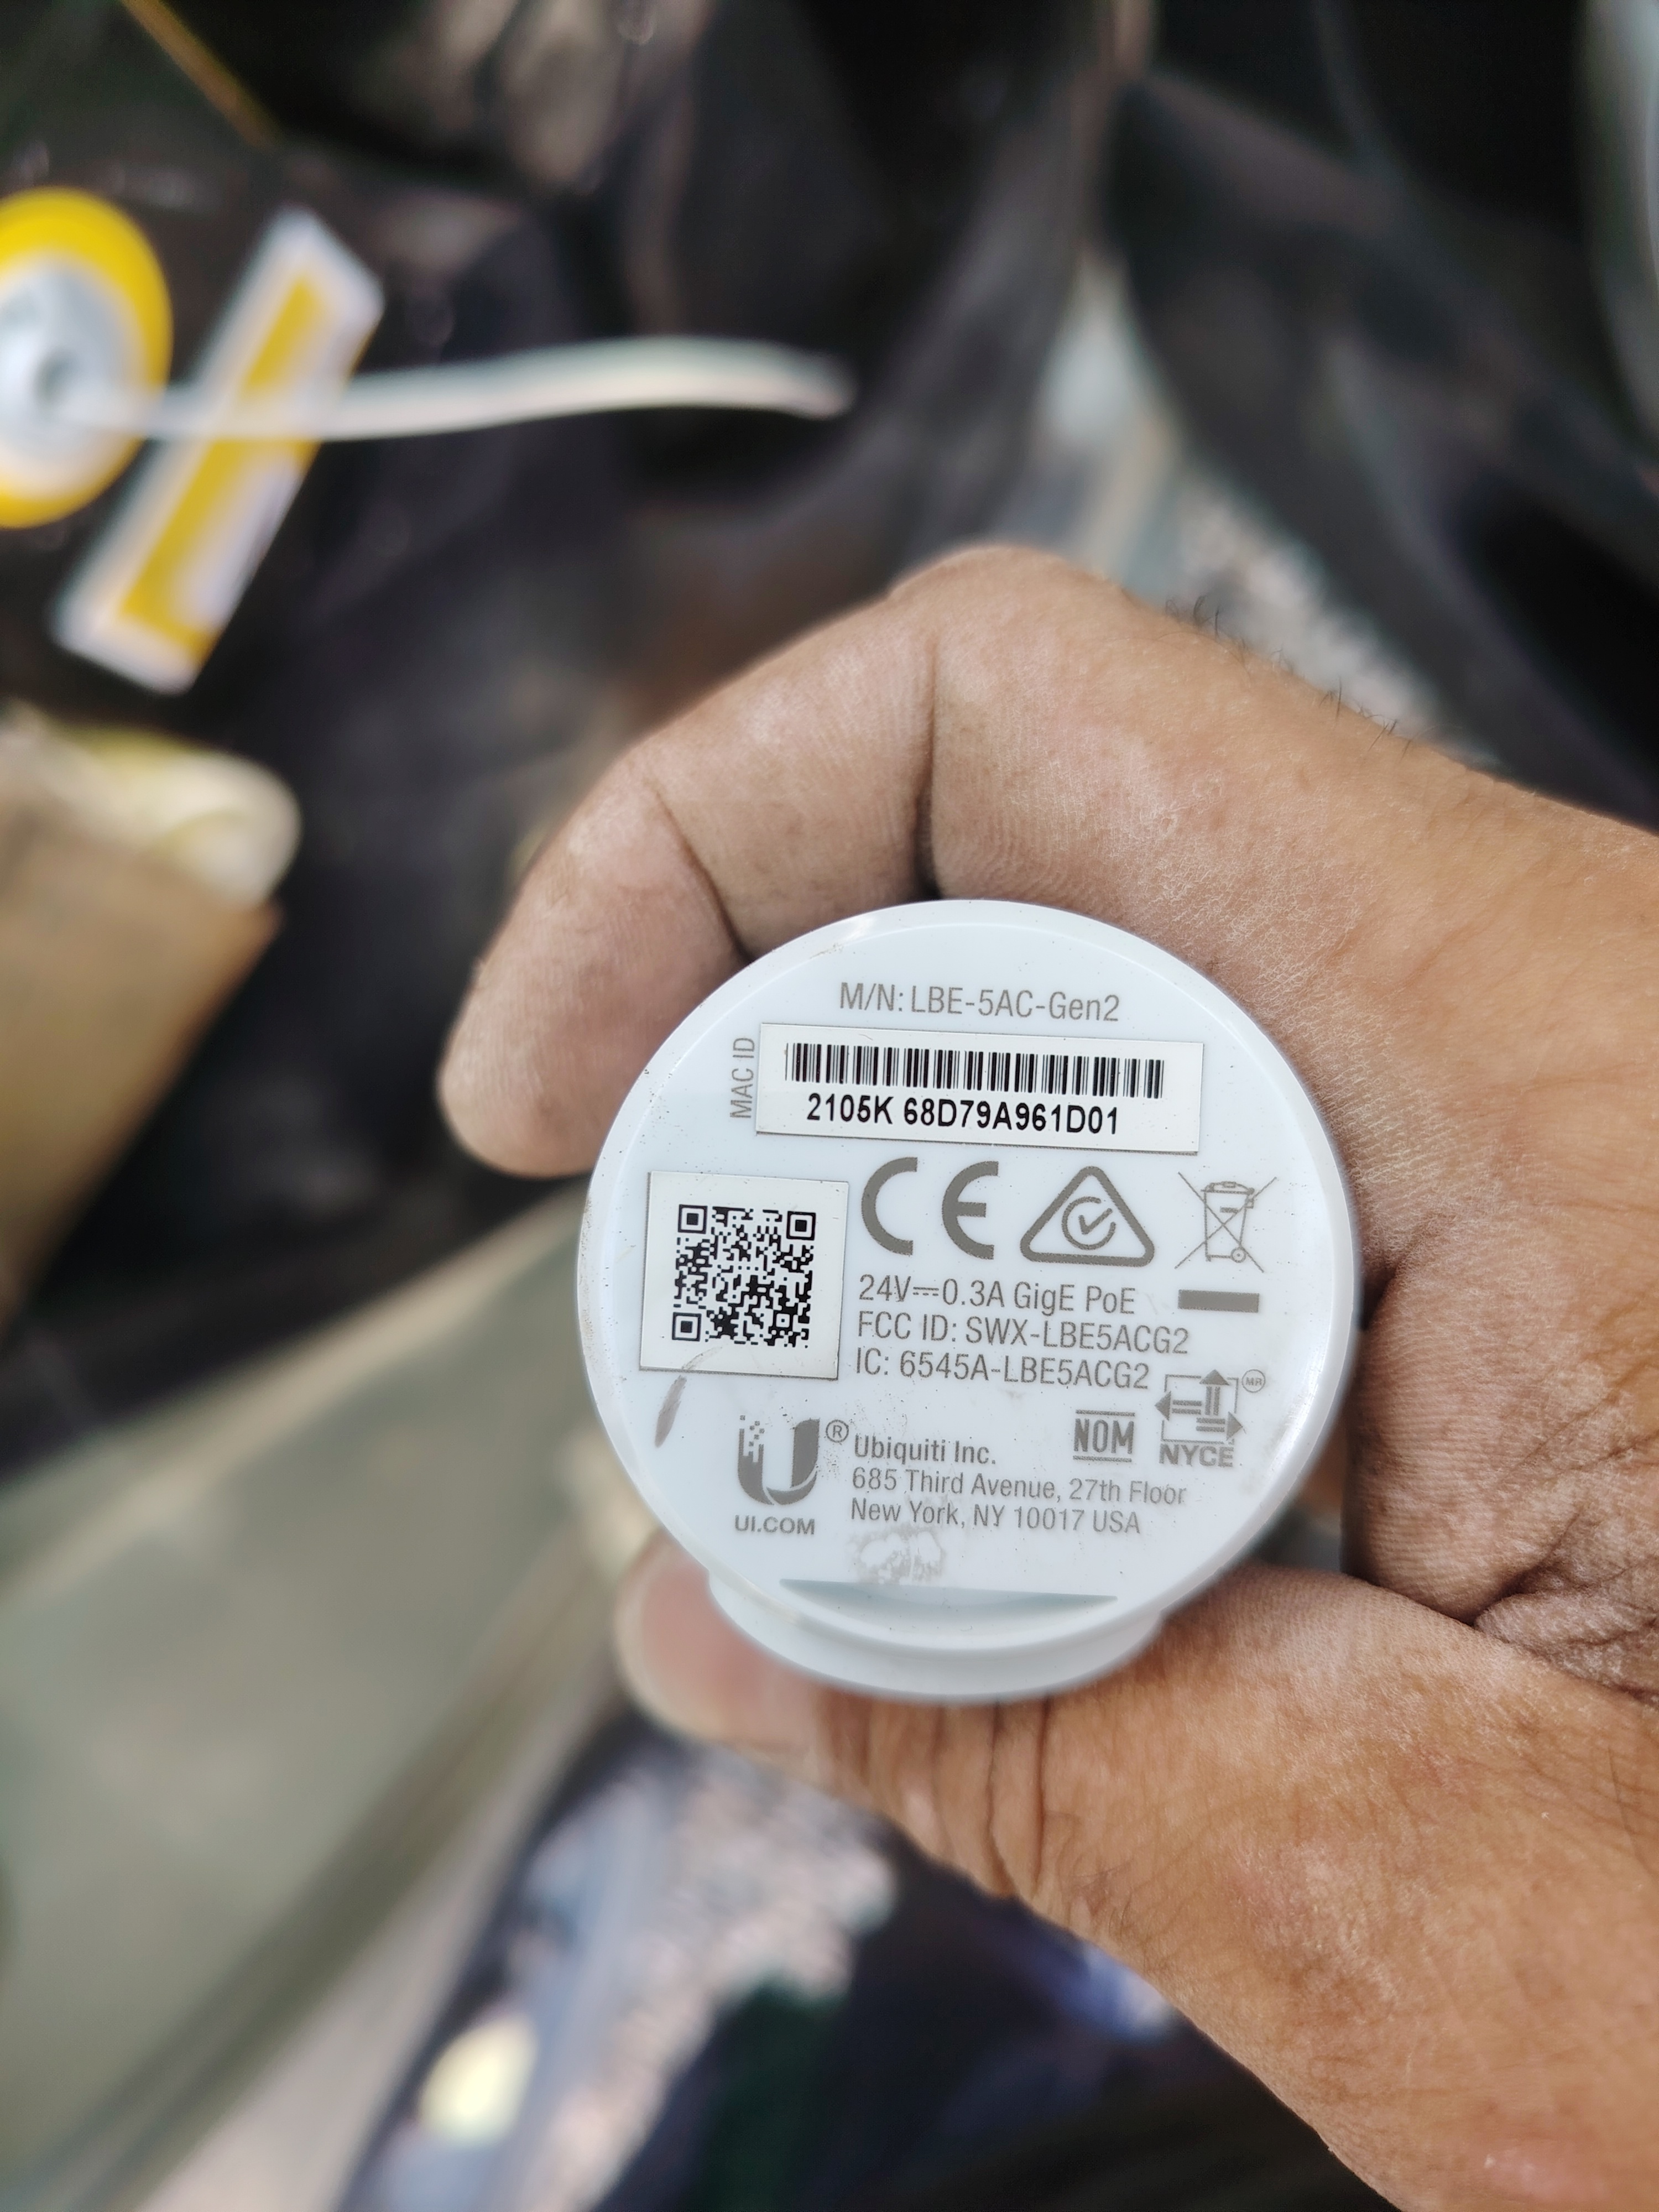 M/N: LBE-5AC-Gen2
MAC ID
2105K 68D79A961D01
CE
24V⎓0.3A GigE PoE
FCC ID: SWX-LBE5ACG2
IC: 6545A-LBE5ACG2
MR
NOM
NYCE
U®
UI.COM
Ubiquiti Inc.
685 Third Avenue, 27th Floor
New York, NY 10017 USA